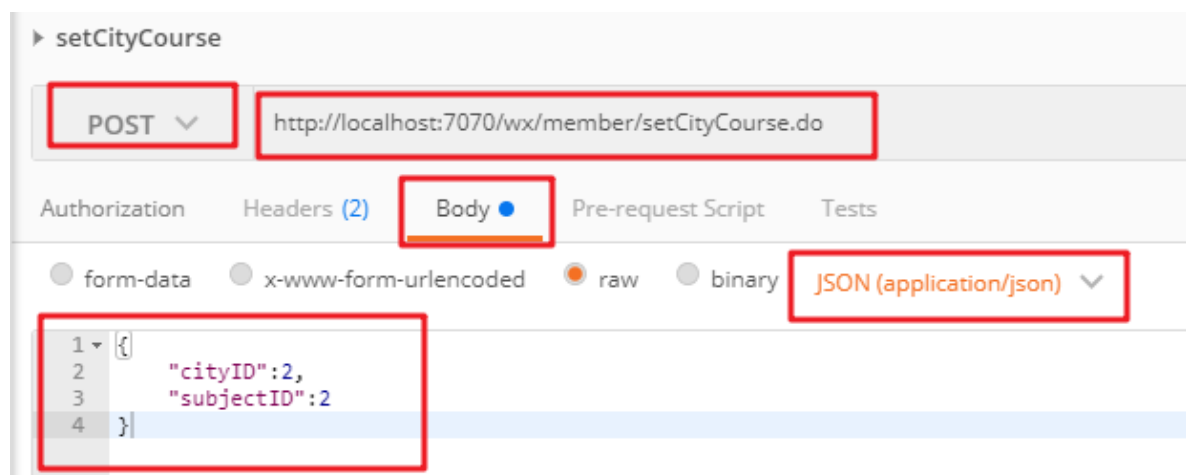 setCityCourse
POST http://localhost:7070/wx/member/setCityCourse.do
Authorization Headers (2) Body Pre-request Script Tests
form-data x-www-form-urlencoded raw binary JSON (application/json)
1 {
2 "cityID":2,
3 "subjectID":2
4 }